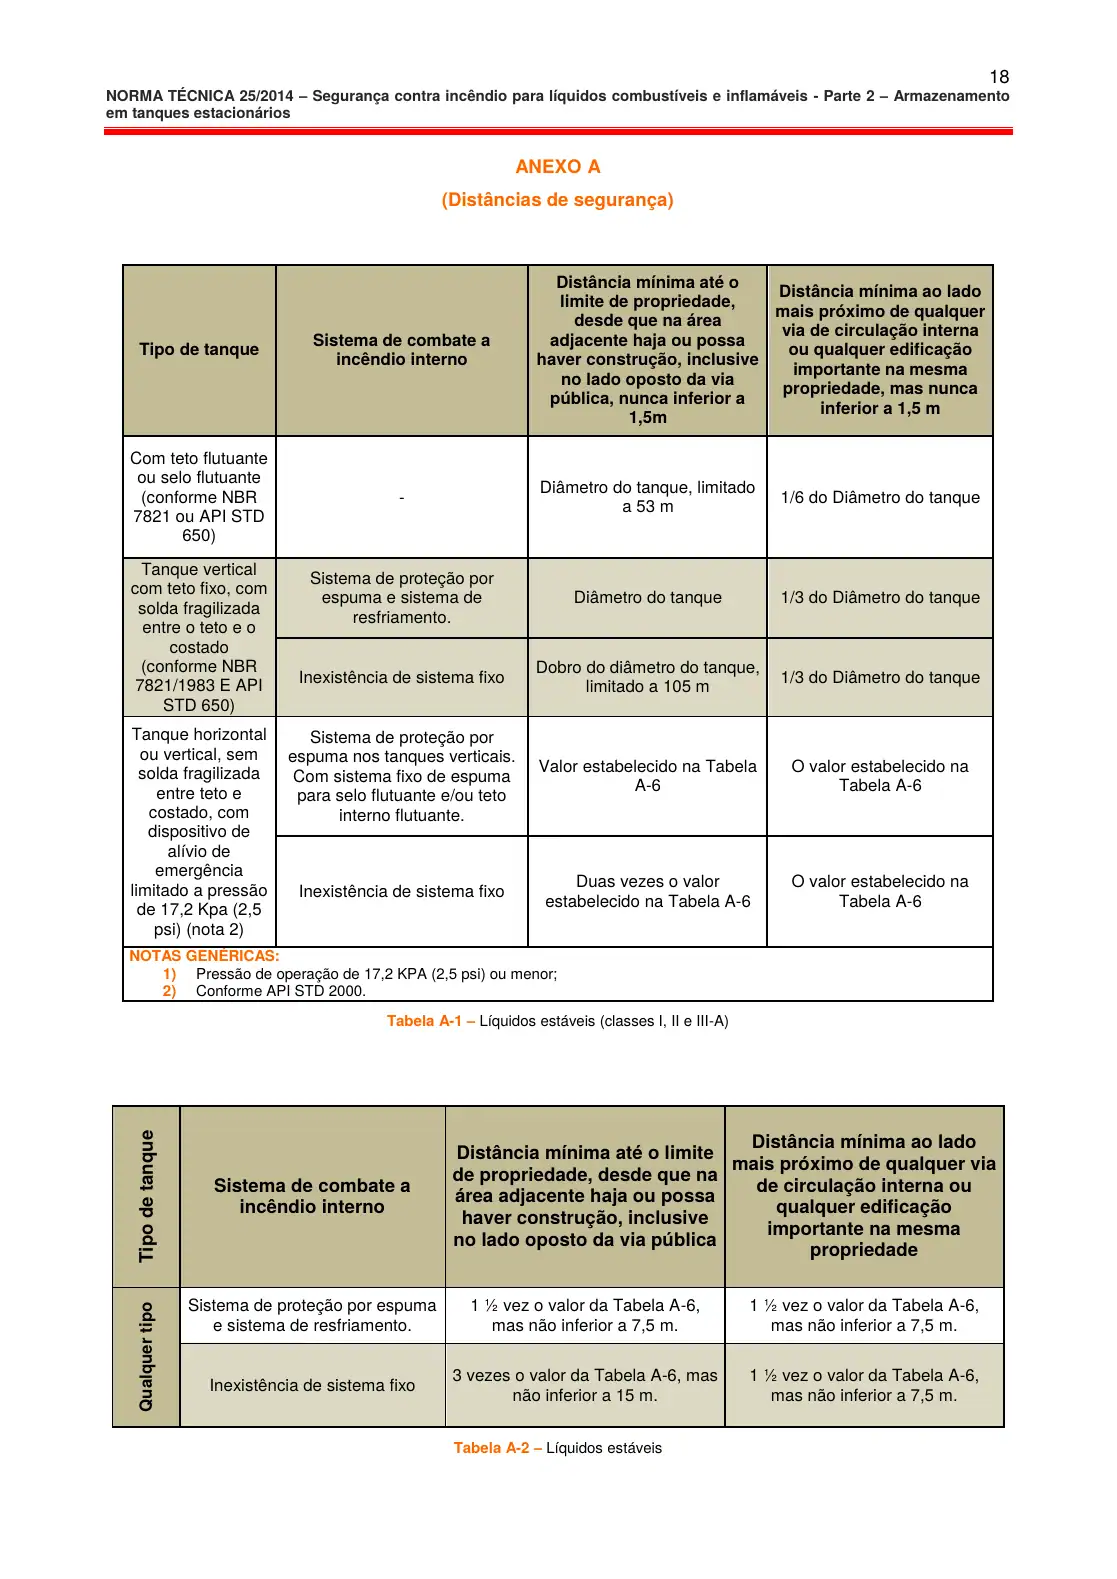 18
NORMA TÉCNICA 25/2014 – Segurança contra incêndio para líquidos combustíveis e inflamáveis - Parte 2 – Armazenamento
em tanques estacionários
ANEXO A
(Distâncias de segurança)
Tipo de tanque
Sistema de combate a
incêndio interno
Distância mínima até o
limite de propriedade,
desde que na área
adjacente haja ou possa
haver construção, inclusive
no lado oposto da via
pública, nunca inferior a
1,5m
Distância mínima ao lado
mais próximo de qualquer
via de circulação interna
ou qualquer edificação
importante na mesma
propriedade, mas nunca
inferior a 1,5 m
Com teto flutuante
ou selo flutuante
(conforme NBR
7821 ou API STD
650)
-
Diâmetro do tanque, limitado
a 53 m
1/6 do Diâmetro do tanque
Tanque vertical
com teto fixo, com
solda fragilizada
entre o teto e o
costado
(conforme NBR
7821/1983 E API
STD 650)
Sistema de proteção por
espuma e sistema de
resfriamento.
Diâmetro do tanque
1/3 do Diâmetro do tanque
Inexistência de sistema fixo
Dobro do diâmetro do tanque,
limitado a 105 m
1/3 do Diâmetro do tanque
Tanque horizontal
ou vertical, sem
solda fragilizada
entre teto e
costado, com
dispositivo de
alívio de
emergência
limitado a pressão
de 17,2 Kpa (2,5
psi) (nota 2)
Sistema de proteção por
espuma nos tanques verticais.
Com sistema fixo de espuma
para selo flutuante e/ou teto
interno flutuante.
Valor estabelecido na Tabela
A-6
O valor estabelecido na
Tabela A-6
Inexistência de sistema fixo
Duas vezes o valor
estabelecido na Tabela A-6
O valor estabelecido na
Tabela A-6
NOTAS GENÉRICAS:
1) Pressão de operação de 17,2 KPA (2,5 psi) ou menor;
2) Conforme API STD 2000.
Tabela A-1 – Líquidos estáveis (classes I, II e III-A)
Tipo de tanque
Sistema de combate a
incêndio interno
Distância mínima até o limite
de propriedade, desde que na
área adjacente haja ou possa
haver construção, inclusive
no lado oposto da via pública
Distância mínima ao lado
mais próximo de qualquer via
de circulação interna ou
qualquer edificação
importante na mesma
propriedade
Qualquer tipo
Sistema de proteção por espuma
e sistema de resfriamento.
1 ½ vez o valor da Tabela A-6,
mas não inferior a 7,5 m.
1 ½ vez o valor da Tabela A-6,
mas não inferior a 7,5 m.
Inexistência de sistema fixo
3 vezes o valor da Tabela A-6, mas
não inferior a 15 m.
1 ½ vez o valor da Tabela A-6,
mas não inferior a 7,5 m.
Tabela A-2 – Líquidos estáveis